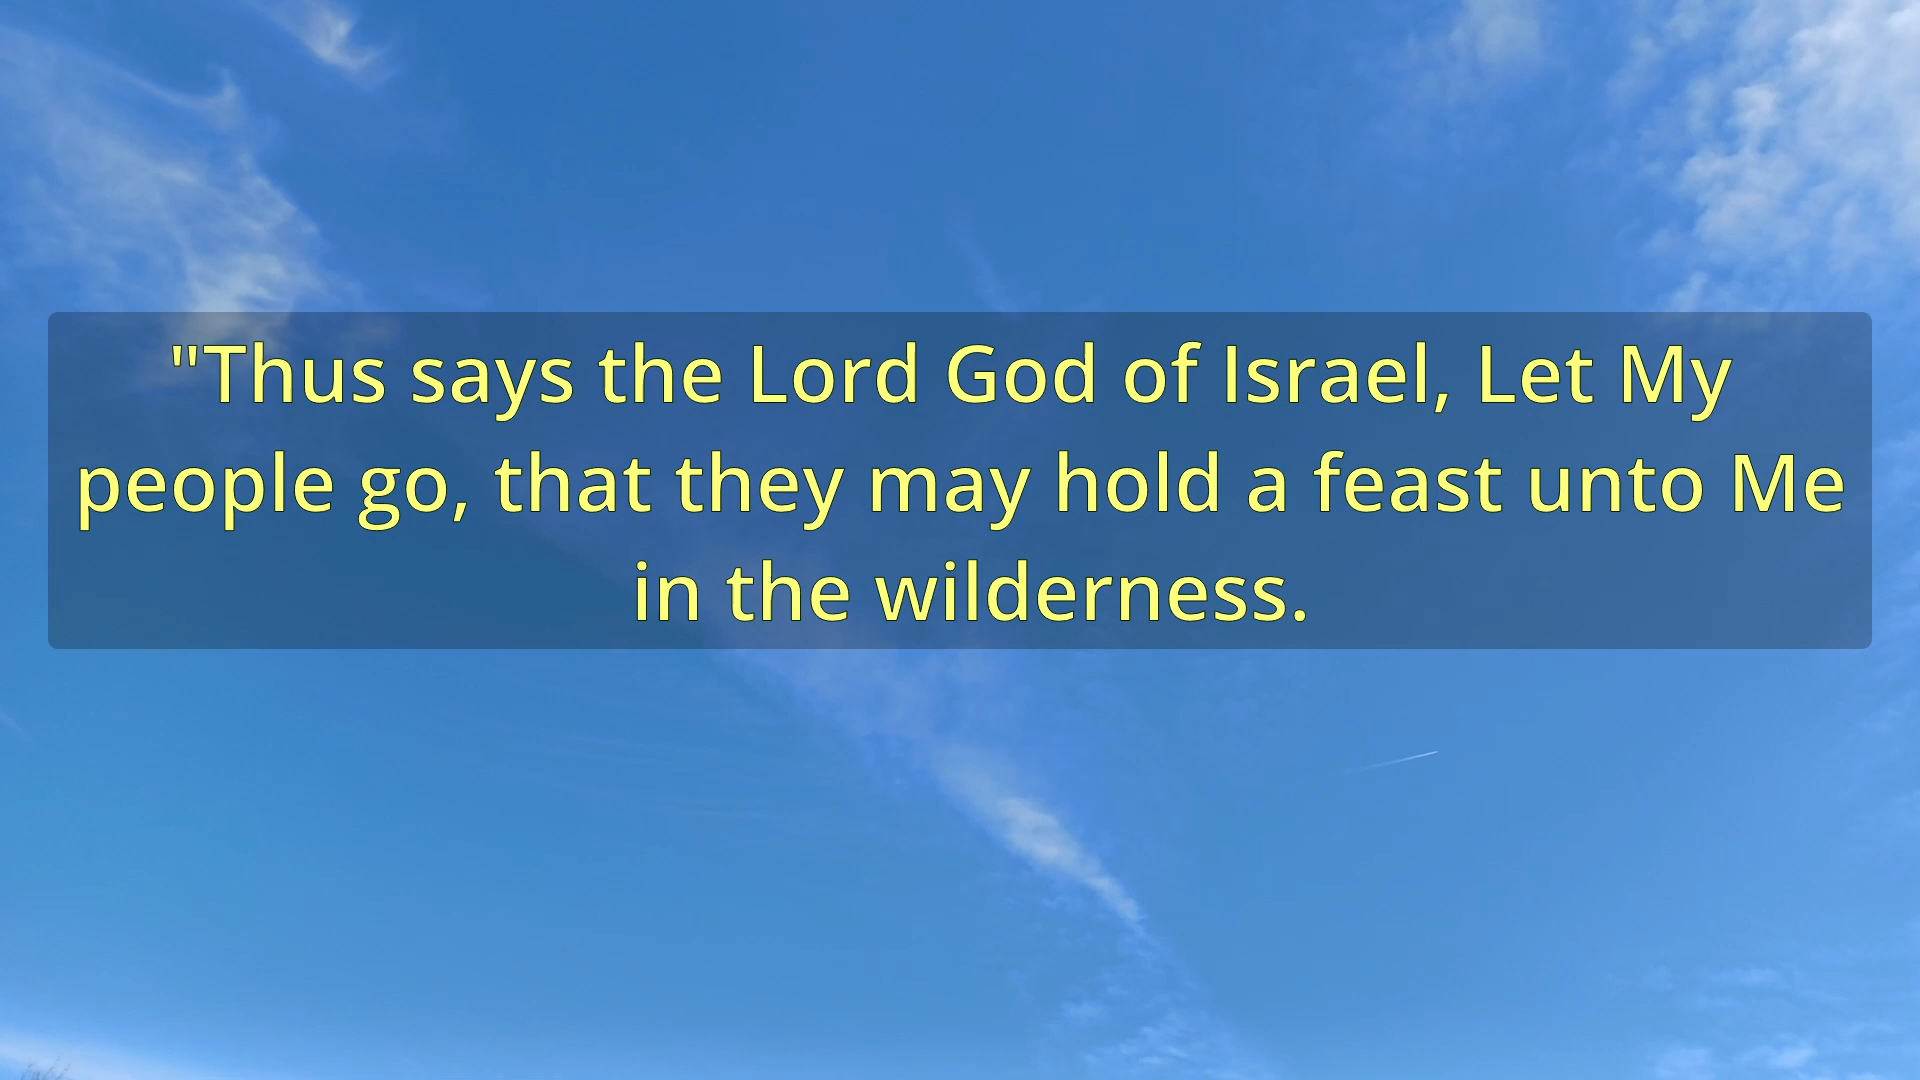 "Thus says the Lord God of Israel, Let My
people go, that they may hold a feast unto Me
in the wilderness.